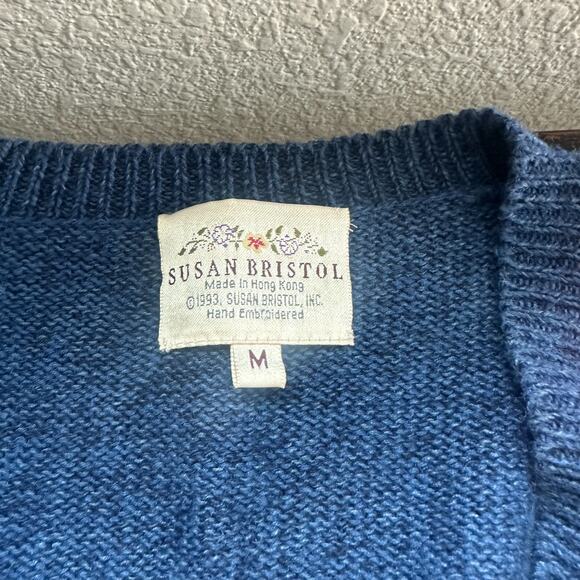 SUSAN BRISTOL
Made in Hong Kong
©1993, SUSAN BRISTOL, INC.
Hand Embroidered
M